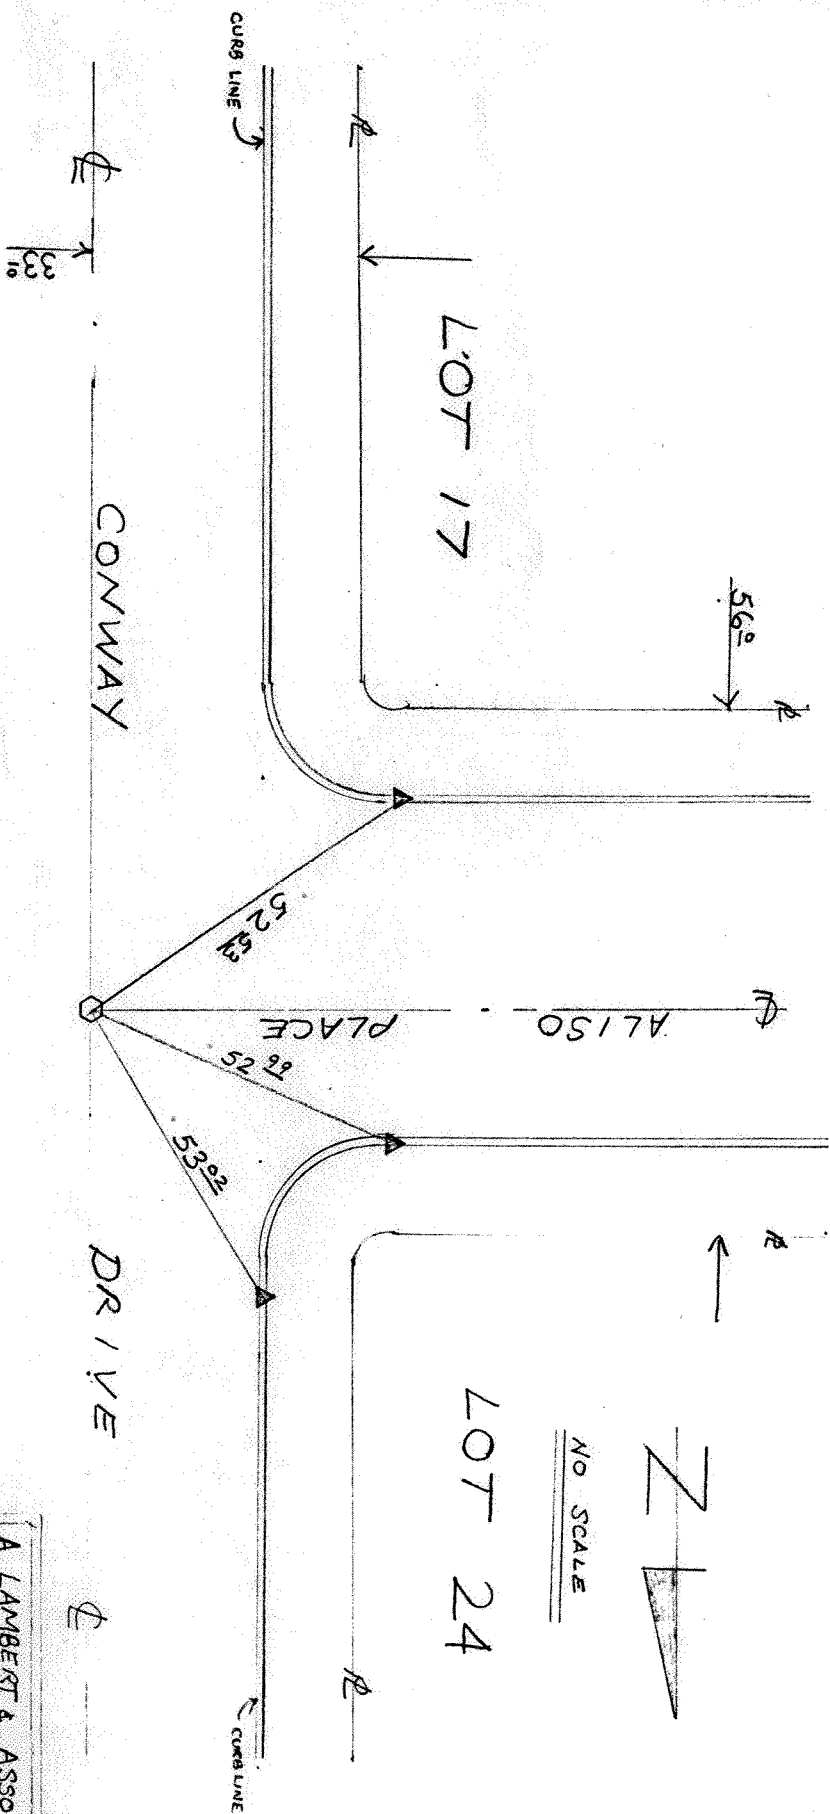 CURB LINE
℄
33 10
℞
LOT 17
56 0
℞
CONWAY
52 53
PLACE
ALISO
℄
52 99
53 02
DRIVE
℞
NO SCALE
LOT 24
N
℞
℄
CURB LINE
A LAMBERT & ASSO